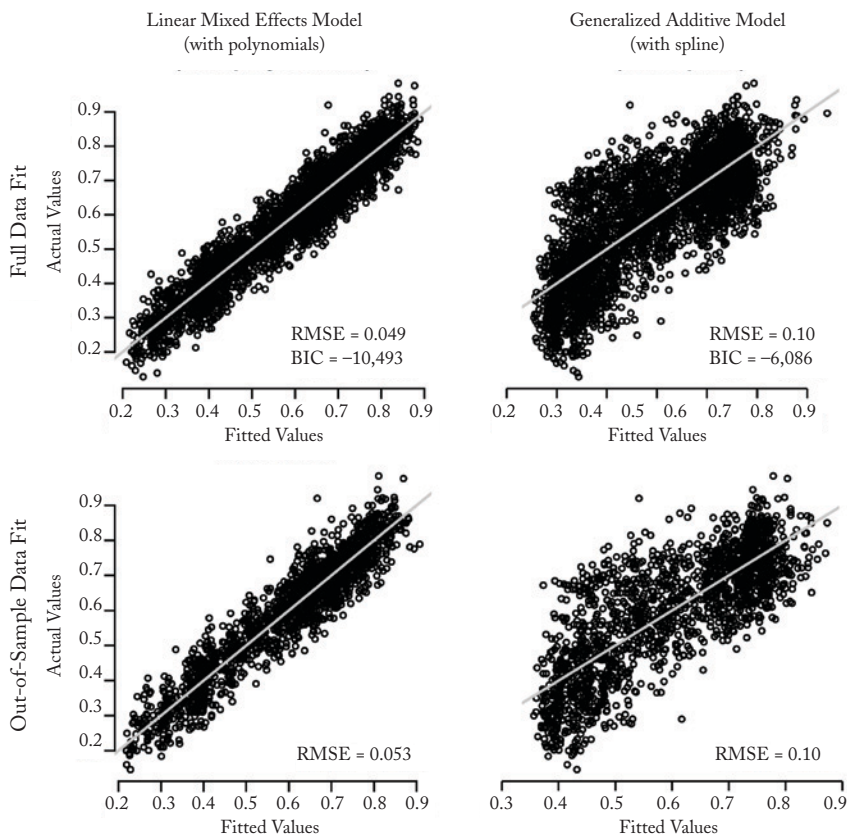 Linear Mixed Effects Model
(with polynomials)
Generalized Additive Model
(with spline)
Full Data Fit
Actual Values
0.9
0.8
0.7
0.6
0.5
0.4
0.3
0.2
RMSE = 0.049
BIC = −10,493
0.2 0.3 0.4 0.5 0.6 0.7 0.8 0.9
Fitted Values
RMSE = 0.10
BIC = −6,086
0.2 0.3 0.4 0.5 0.6 0.7 0.8 0.9
Fitted Values
Out-of-Sample Data Fit
Actual Values
0.9
0.8
0.7
0.6
0.5
0.4
0.3
0.2
RMSE = 0.053
0.2 0.3 0.4 0.5 0.6 0.7 0.8 0.9
Fitted Values
RMSE = 0.10
0.3 0.4 0.5 0.6 0.7 0.8 0.9
Fitted Values